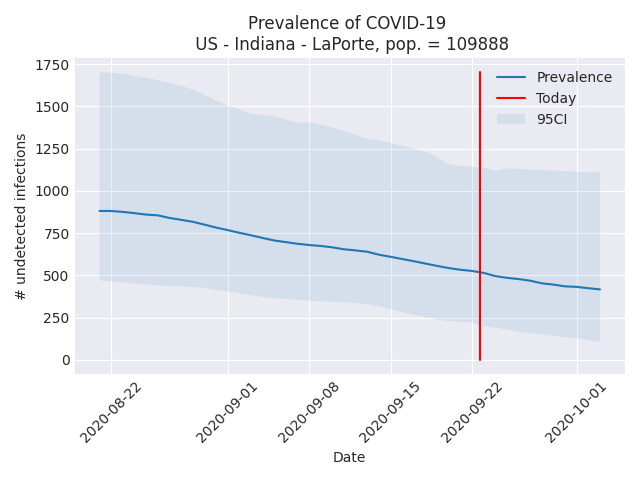 Prevalence of COVID-19
US - Indiana - LaPorte, pop. = 109888
1750
1500
1250
1000
750
500
250
0
# undetected infections
Prevalence
Today
95CI
2020-08-22
2020-09-01
2020-09-08
2020-09-15
2020-09-22
2020-10-01
Date